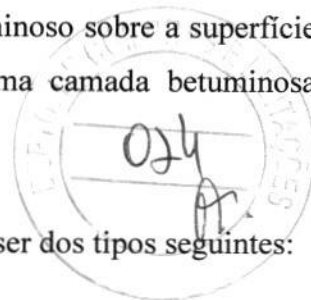 minoso sobre a superfície
ma camada betuminosa
024
ser dos tipos seguintes: